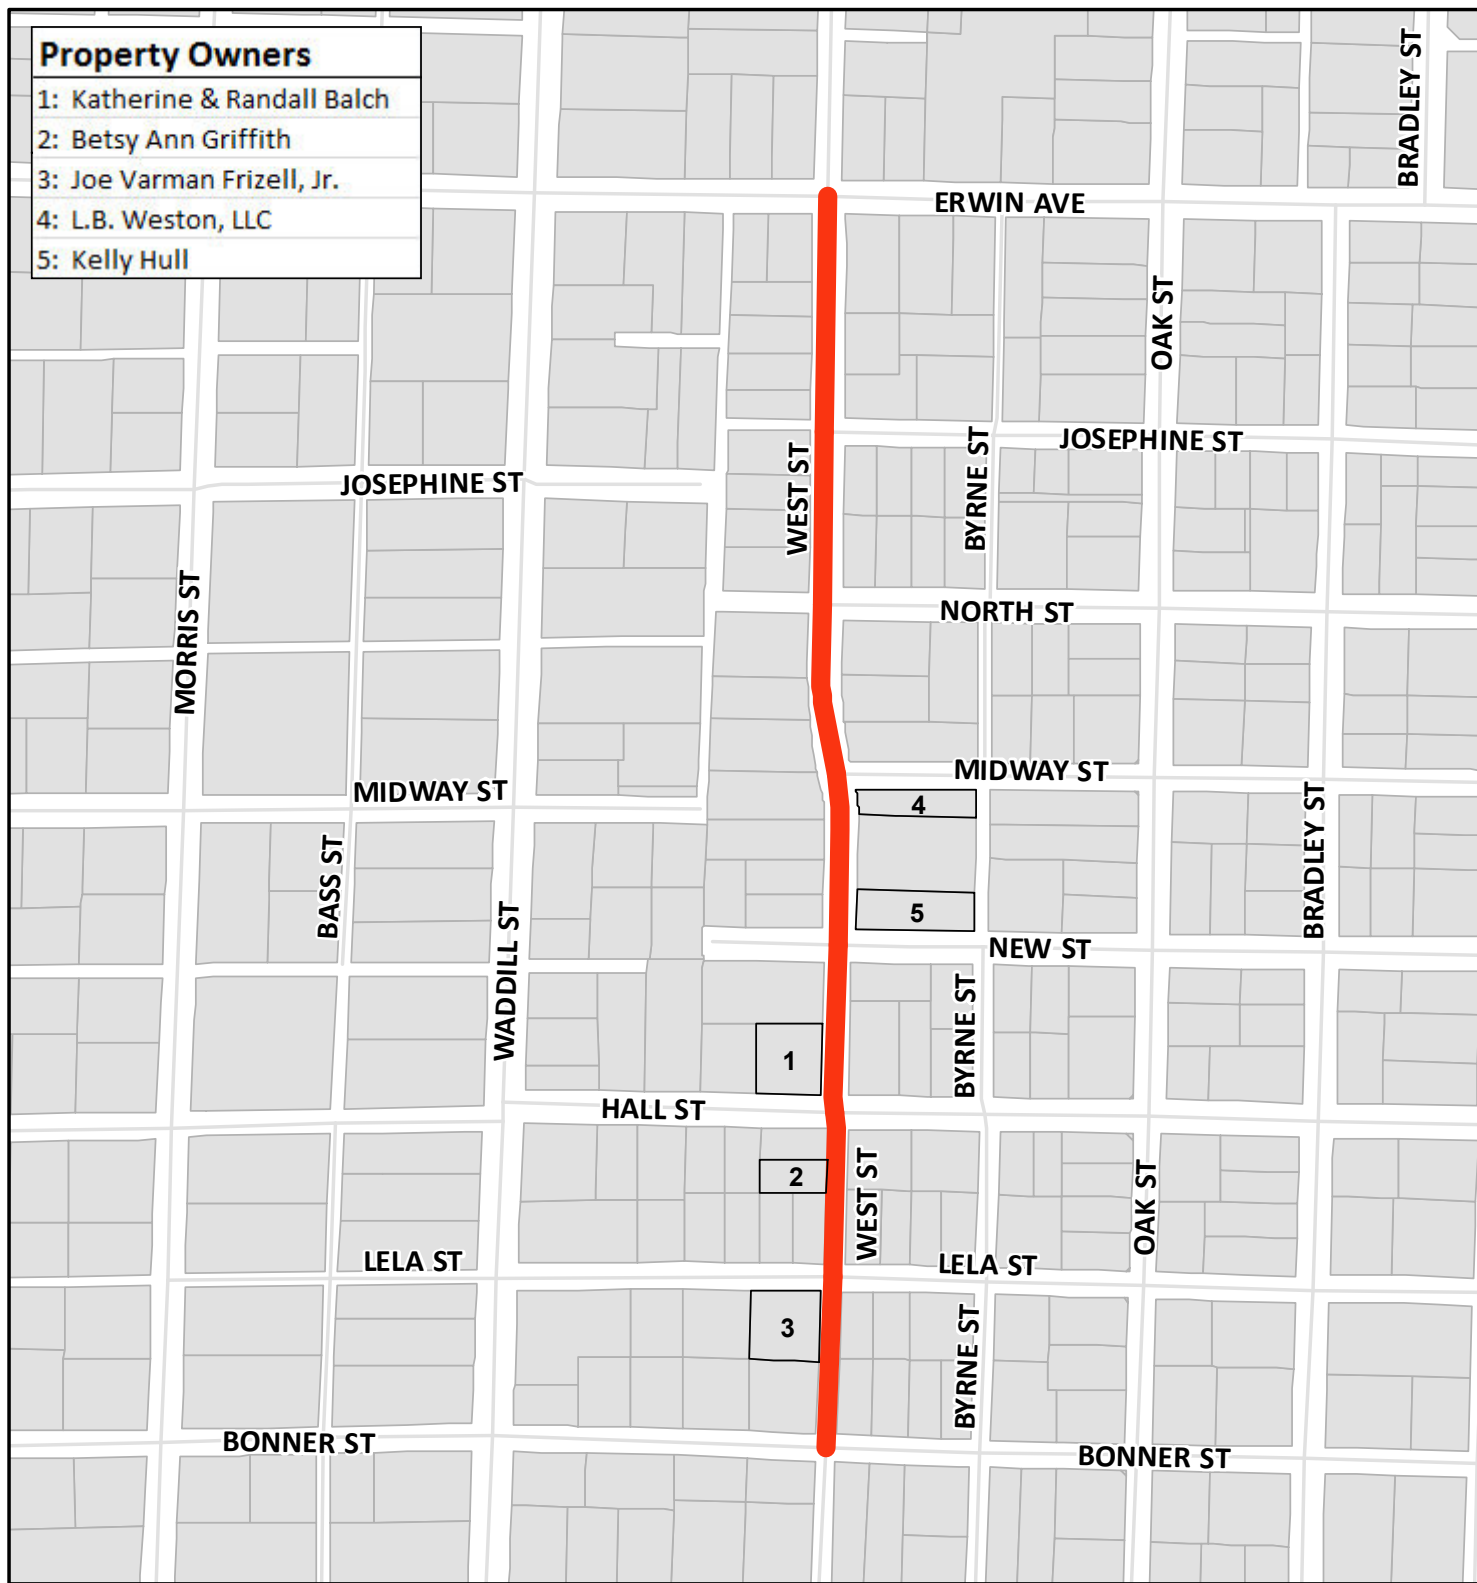 Property Owners
1: Katherine & Randall Balch
2: Betsy Ann Griffith
3: Joe Varman Frizell, Jr.
4: L.B. Weston, LLC
5: Kelly Hull
BRADLEY ST
ERWIN AVE
OAK ST
JOSEPHINE ST
WEST ST
BYRNE ST
JOSEPHINE ST
MORRIS ST
NORTH ST
MIDWAY ST
MIDWAY ST
4
BASS ST
BRADLEY ST
5
WADDILL ST
NEW ST
BYRNE ST
1
HALL ST
2
WEST ST
OAK ST
LELA ST
LELA ST
3
BYRNE ST
BONNER ST
BONNER ST